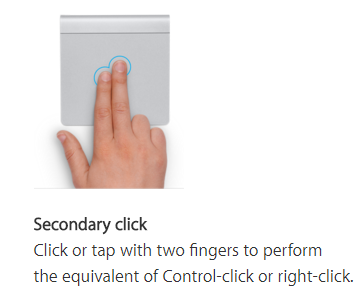 Secondary click
Click or tap with two fingers to perform
the equivalent of Control-click or right-click.